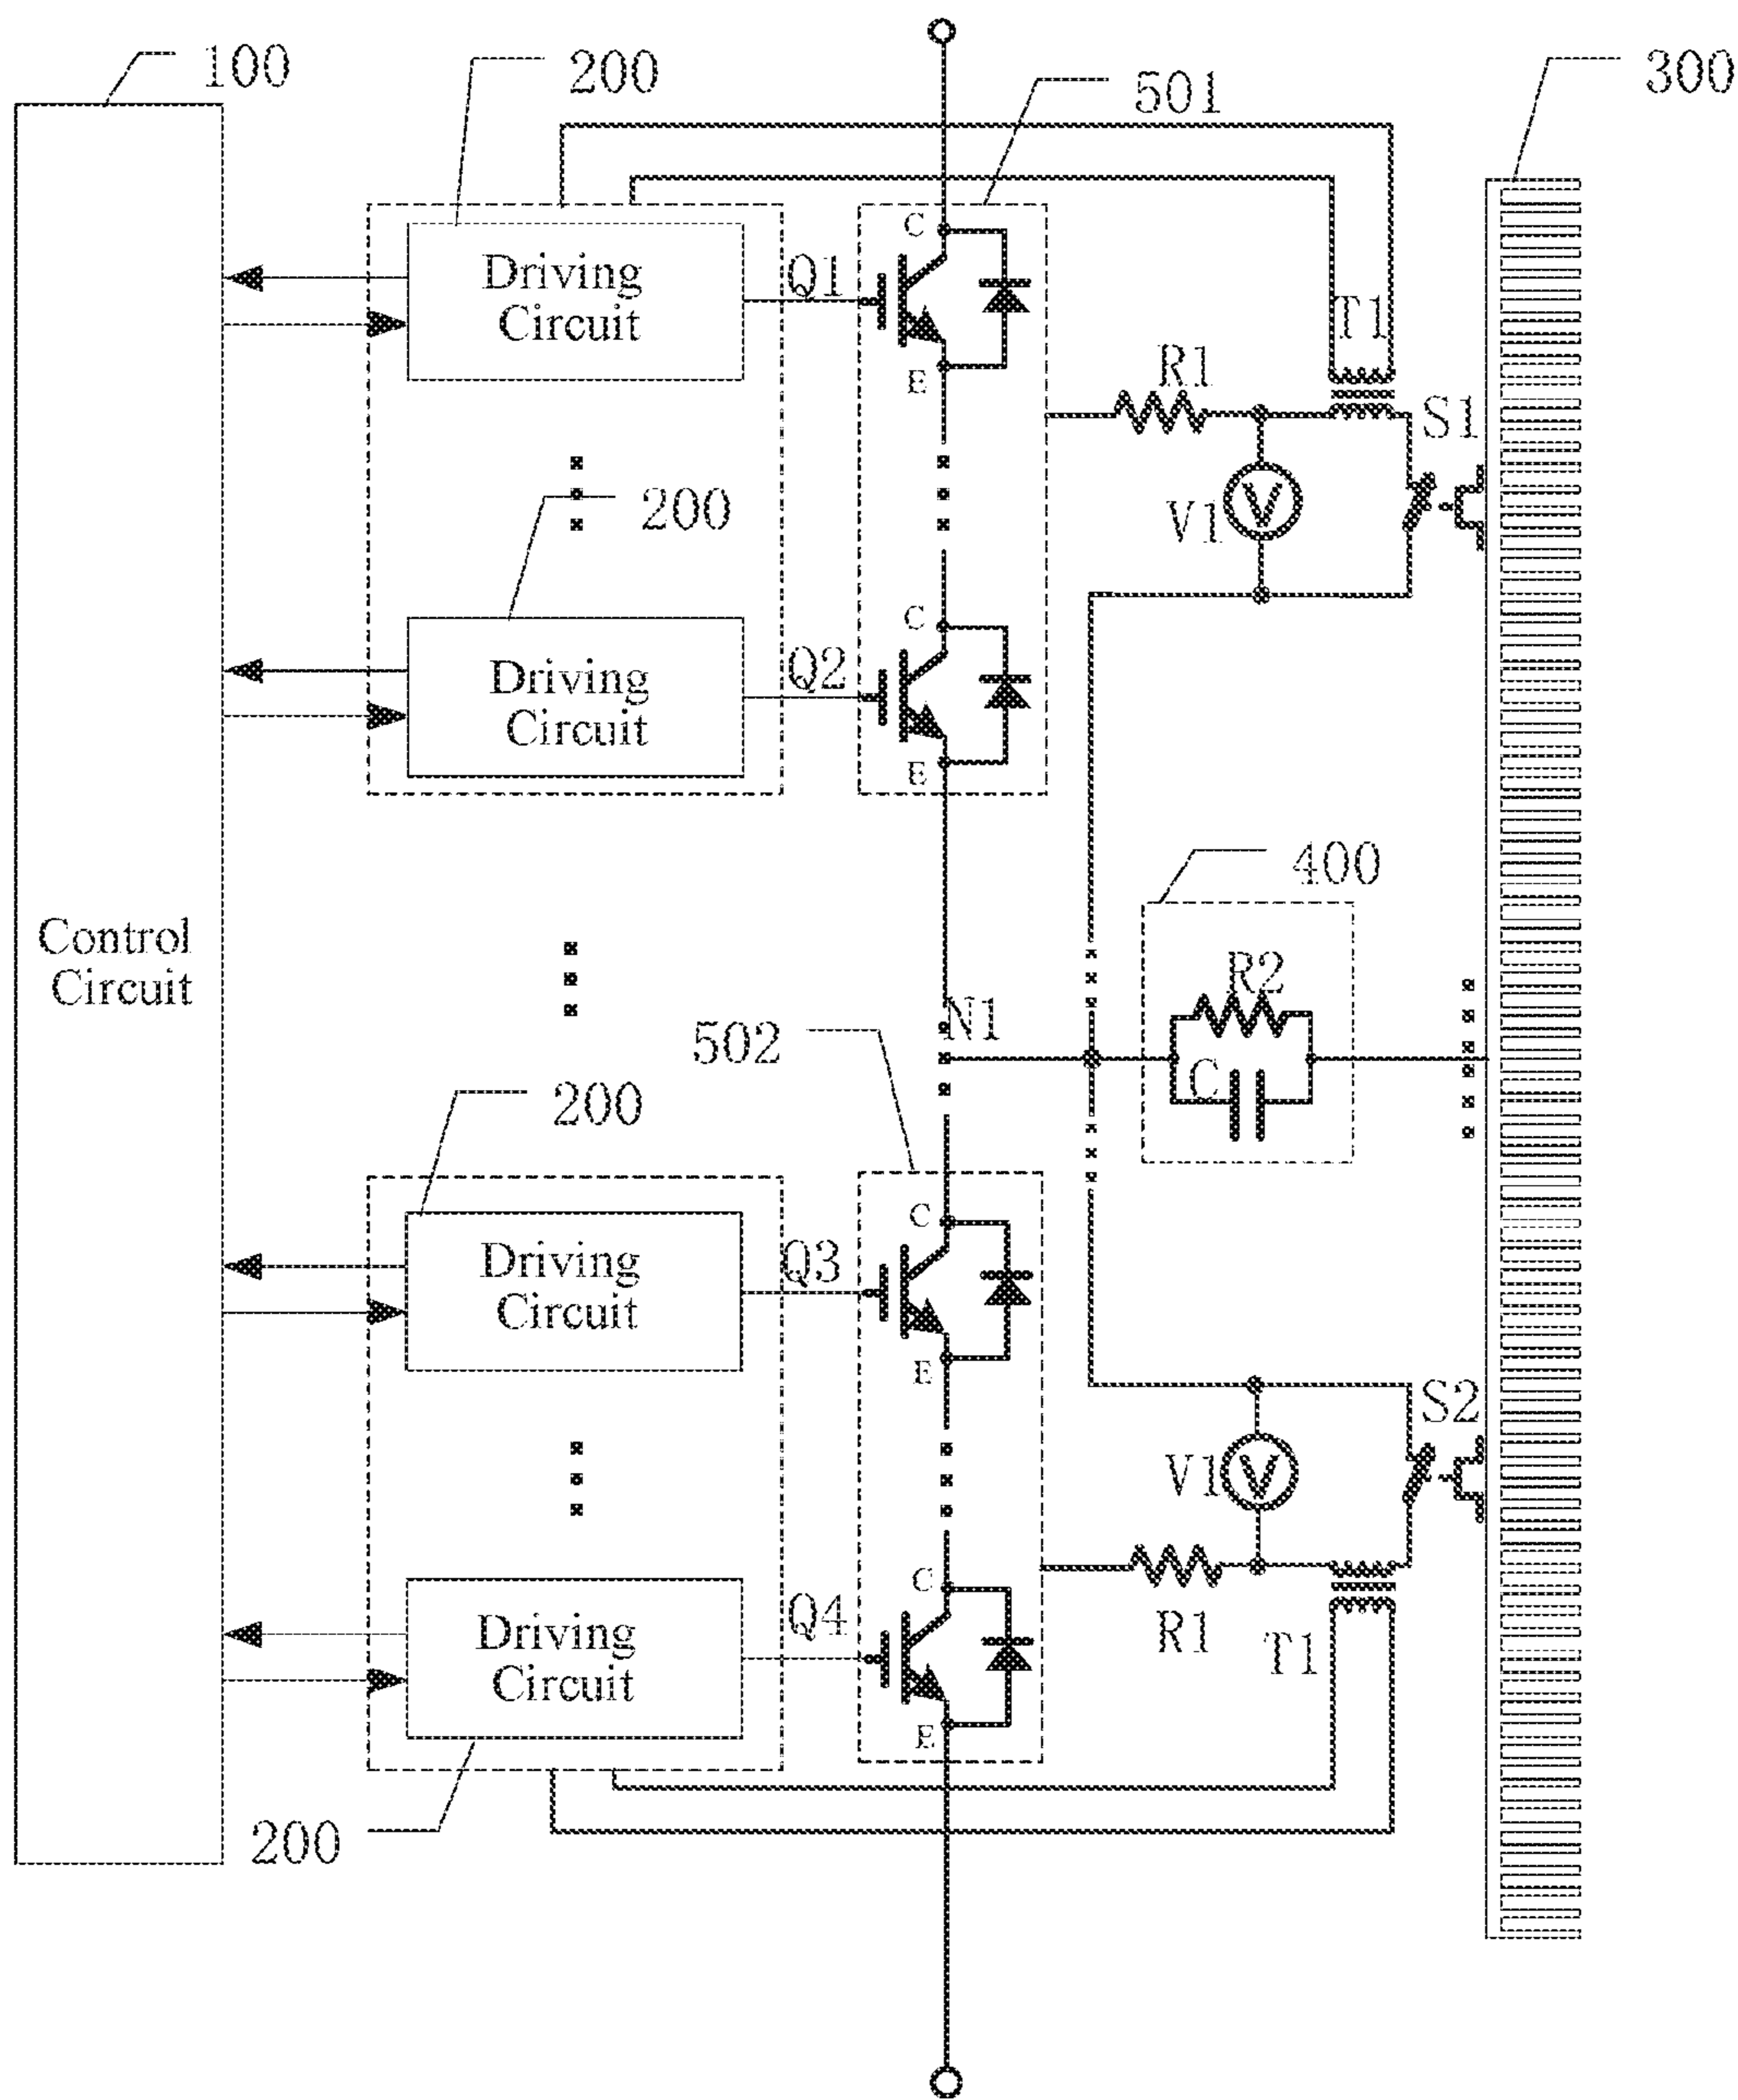 100
200
501
300
200
C
Driving
Circuit
Q1
E
T1
R1
S1
V
V1
200
C
Driving
Circuit
Q2
E
400
Control
Circuit
R2
N1
502
C
200
C
Driving
Circuit
Q3
E
S2
V
V1
C
Driving
Circuit
Q4
R1
T1
E
200